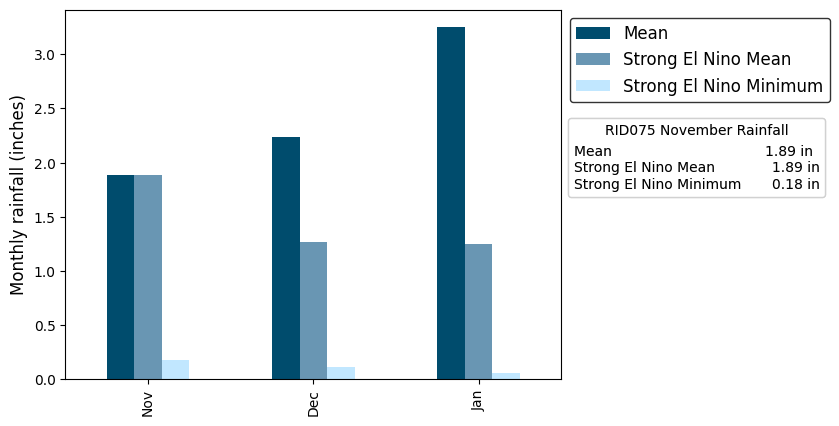 Monthly rainfall (inches)
3.0
2.5
2.0
1.5
1.0
0.5
0.0
Nov
Dec
Jan
Mean
Strong El Nino Mean
Strong El Nino Minimum
RID075 November Rainfall
Mean 1.89 in
Strong El Nino Mean 1.89 in
Strong El Nino Minimum 0.18 in